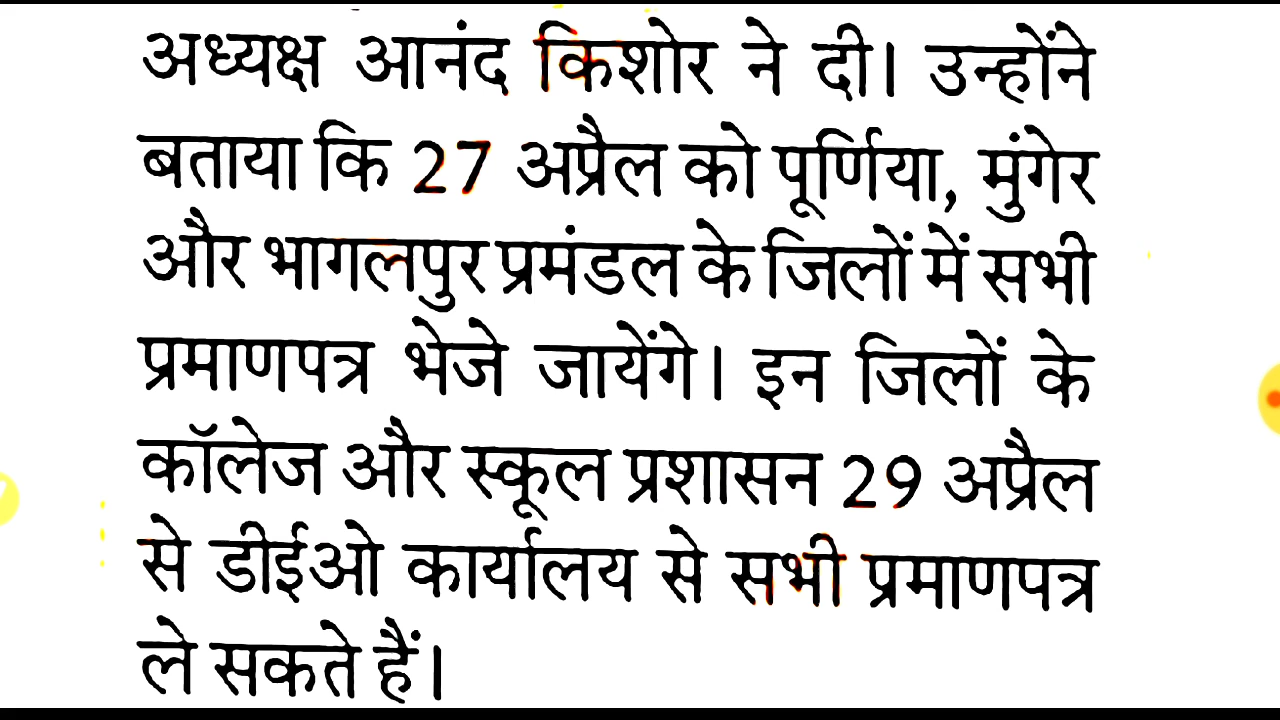 अध्यक्ष आनंद किशोर ने दी। उन्होंने
बताया कि 27 अप्रैल को पूर्णिया, मुंगेर
और भागलपुर प्रमंडल के जिलों में सभी
प्रमाणपत्र भेजे जायेंगे। इन जिलों के
कॉलेज और स्कूल प्रशासन 29 अप्रैल
से डीईओ कार्यालय से सभी प्रमाणपत्र
ले सकते हैं।